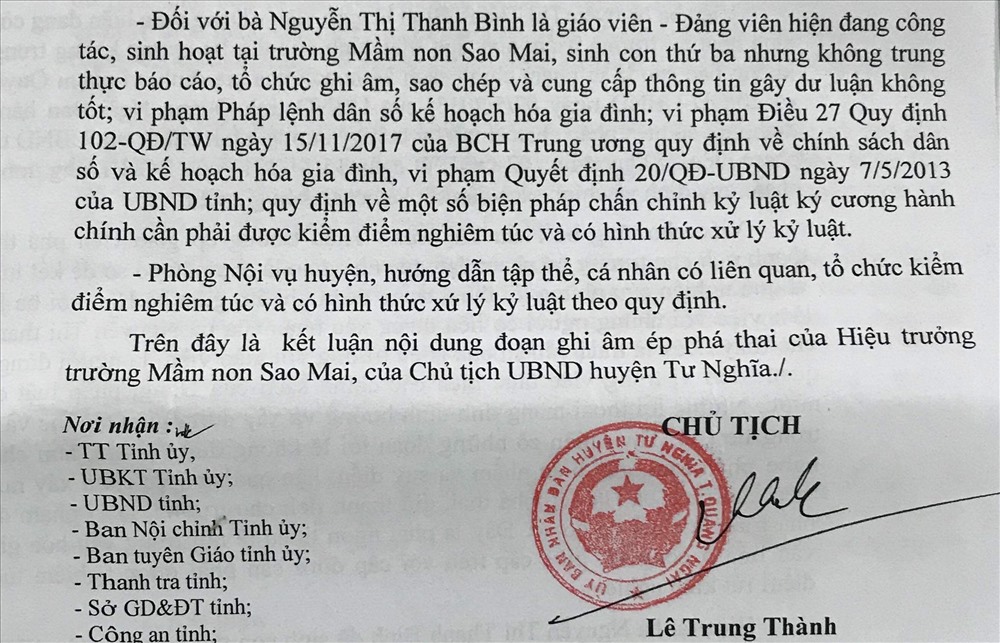 - Đối với bà Nguyễn Thị Thanh Bình là giáo viên - Đảng viên hiện đang công
tác, sinh hoạt tại trường Mầm non Sao Mai, sinh con thứ ba nhưng không trung
thực báo cáo, tổ chức ghi âm, sao chép và cung cấp thông tin gây dư luận không
tốt; vi phạm Pháp lệnh dân số kế hoạch hóa gia đình; vi phạm Điều 27 Quy định
102-QĐ/TW ngày 15/11/2017 của BCH Trung ương quy định về chính sách dân
số và kế hoạch hóa gia đình, vi phạm Quyết định 20/QĐ-UBND ngày 7/5/2013
của UBND tỉnh; quy định về một số biện pháp chấn chỉnh kỷ luật kỷ cương hành
chính cần phải được kiểm điểm nghiêm túc và có hình thức xử lý kỷ luật.
- Phòng Nội vụ huyện, hướng dẫn tập thể, cá nhân có liên quan, tổ chức kiểm
điểm nghiêm túc và có hình thức xử lý kỷ luật theo quy định.
Trên đây là kết luận nội dung đoạn ghi âm ép phá thai của Hiệu trưởng
trường Mầm non Sao Mai, của Chủ tịch UBND huyện Tư Nghĩa./.
Nơi nhận :
- TT Tỉnh ủy,
- UBKT Tỉnh ủy;
- UBND tỉnh;
- Ban Nội chính Tỉnh ủy;
- Ban tuyên Giáo tỉnh ủy;
- Thanh tra tỉnh;
- Sở GD&ĐT tỉnh;
- Công an tỉnh;
CHỦ TỊCH
ỦY BAN NHÂN DÂN HUYỆN TƯ NGHĨA T. QUẢNG NGÃI
Lê Trung Thành